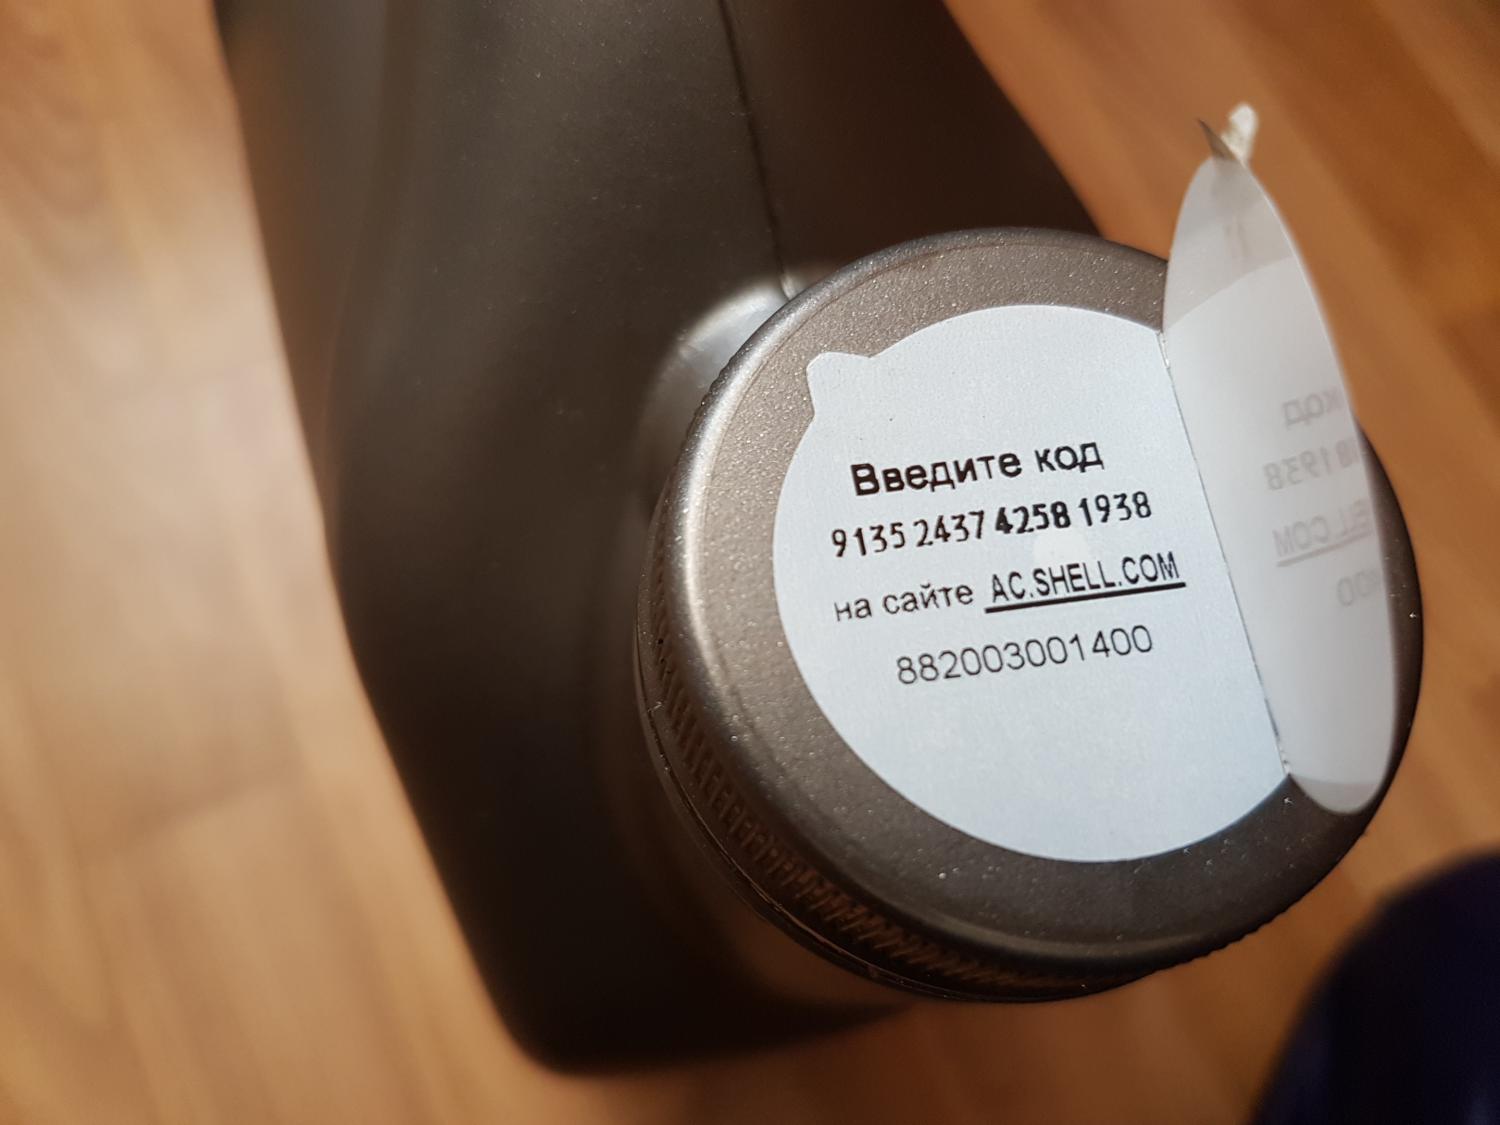 Введите код
9135 2437 4258 1938
на сайте AC.SHELL.COM
882003001400